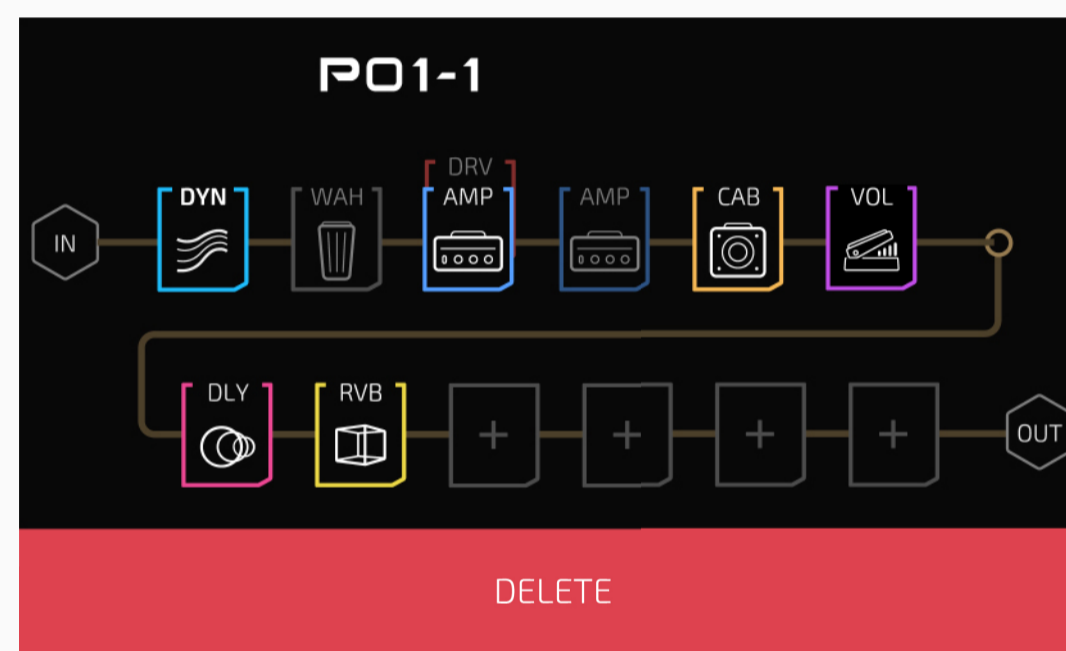 P01-1
DRV
IN DYN WAH AMP AMP CAB VOL
DLY RVB + + + + OUT
DELETE